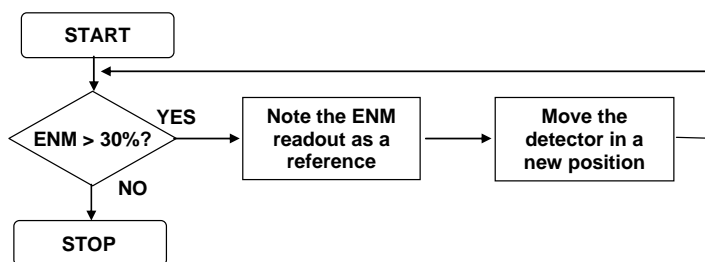 START
YES
ENM > 30%?
Note the ENM
readout as a
reference
Move the
detector in a
new position
NO
STOP